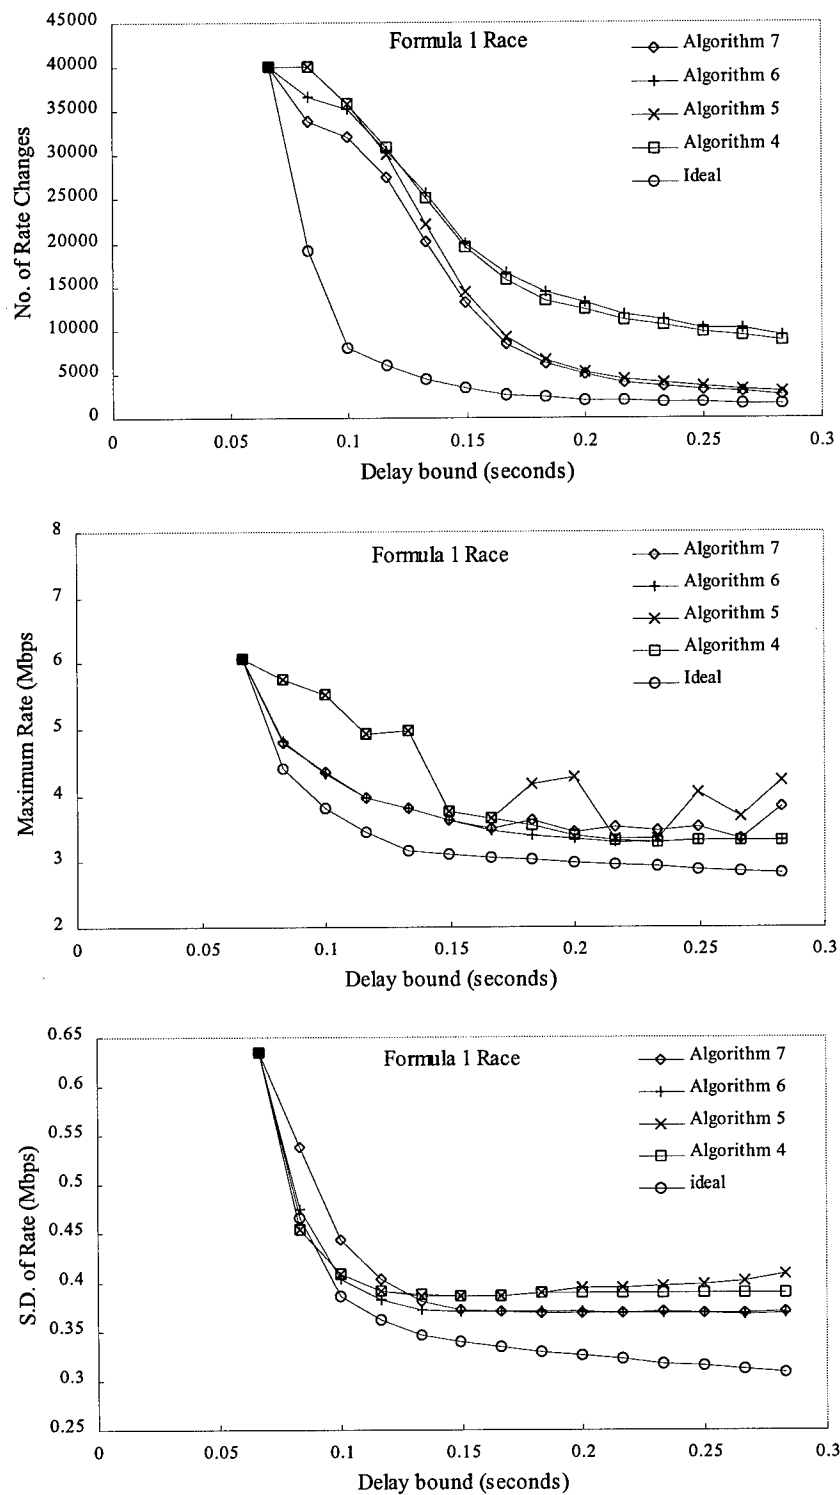 Formula 1 Race
Algorithm 7
Algorithm 6
Algorithm 5
Algorithm 4
Ideal
No. of Rate Changes
45000
40000
35000
30000
25000
20000
15000
10000
5000
0
0 0.05 0.1 0.15 0.2 0.25 0.3
Delay bound (seconds)
Formula 1 Race
Algorithm 7
Algorithm 6
Algorithm 5
Algorithm 4
Ideal
Maximum Rate (Mbps
8
7
6
5
4
3
2
0 0.05 0.1 0.15 0.2 0.25 0.3
Delay bound (seconds)
Formula 1 Race
Algorithm 7
Algorithm 6
Algorithm 5
Algorithm 4
ideal
S.D. of Rate (Mbps)
0.65
0.6
0.55
0.5
0.45
0.4
0.35
0.3
0.25
0 0.05 0.1 0.15 0.2 0.25 0.3
Delay bound (seconds)